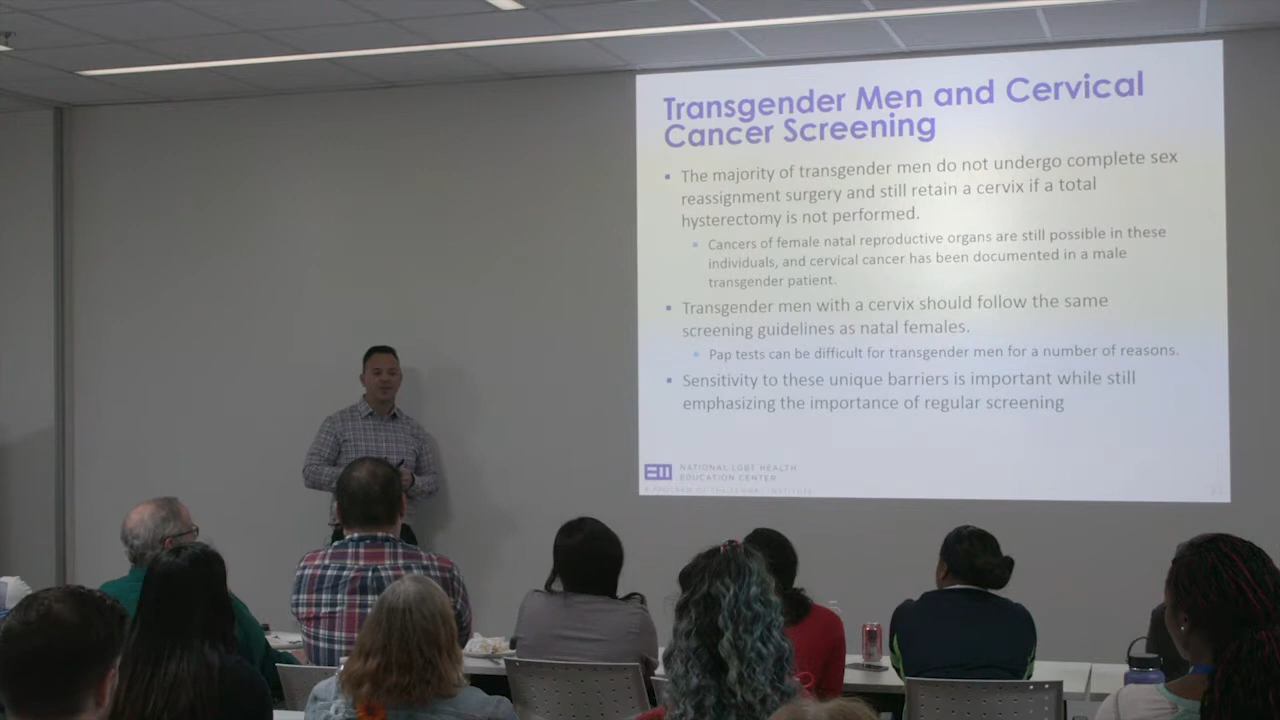 Transgender Men and Cervical
Cancer Screening
The majority of transgender men do not undergo complete sex
reassignment surgery and still retain a cervix if a total
hysterectomy is not performed.
Cancers of female natal reproductive organs are still possible in these
individuals, and cervical cancer has been documented in a male
transgender patient.
Transgender men with a cervix should follow the same
screening guidelines as natal females.
Pap tests can be difficult for transgender men for a number of reasons.
Sensitivity to these unique barriers is important while still
emphasizing the importance of regular screening
NATIONAL LGBT HEALTH
EDUCATION CENTER
A PROGRAM OF THE FENWAY INSTITUTE